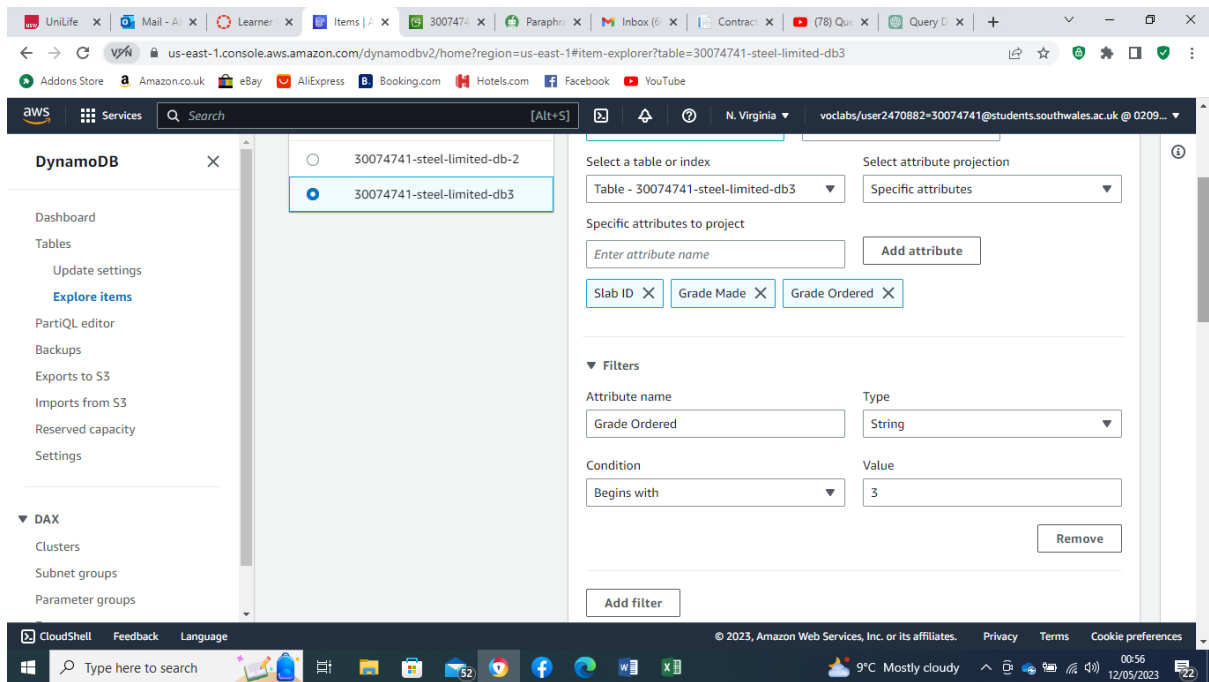 UniLife
Mail - Al
Learner
Items | A
3007474
Paraphra
Inbox (6
Contract
(78) Que
Query D
VPN
us-east-1.console.aws.amazon.com/dynamodbv2/home?region=us-east-1#item-explorer?table=30074741-steel-limited-db3
Addons Store
Amazon.co.uk
eBay
AliExpress
B. Booking.com
Hotels.com
Facebook
YouTube
aws
Services
Search
[Alt+S]
N. Virginia
voclabs/user2470882=30074741@students.southwales.ac.uk @ 0209...
DynamoDB
Dashboard
Tables
Update settings
Explore items
PartiQL editor
Backups
Exports to S3
Imports from S3
Reserved capacity
Settings
DAX
Clusters
Subnet groups
Parameter groups
30074741-steel-limited-db-2
30074741-steel-limited-db3
Select a table or index
Select attribute projection
Table - 30074741-steel-limited-db3
Specific attributes
Specific attributes to project
Enter attribute name
Add attribute
Slab ID
Grade Made
Grade Ordered
Filters
Attribute name
Type
Grade Ordered
String
Condition
Value
Begins with
3
Remove
Add filter
CloudShell
Feedback
Language
© 2023, Amazon Web Services, Inc. or its affiliates.
Privacy
Terms
Cookie preferences
Type here to search
52
9°C Mostly cloudy
00:56
12/05/2023
22